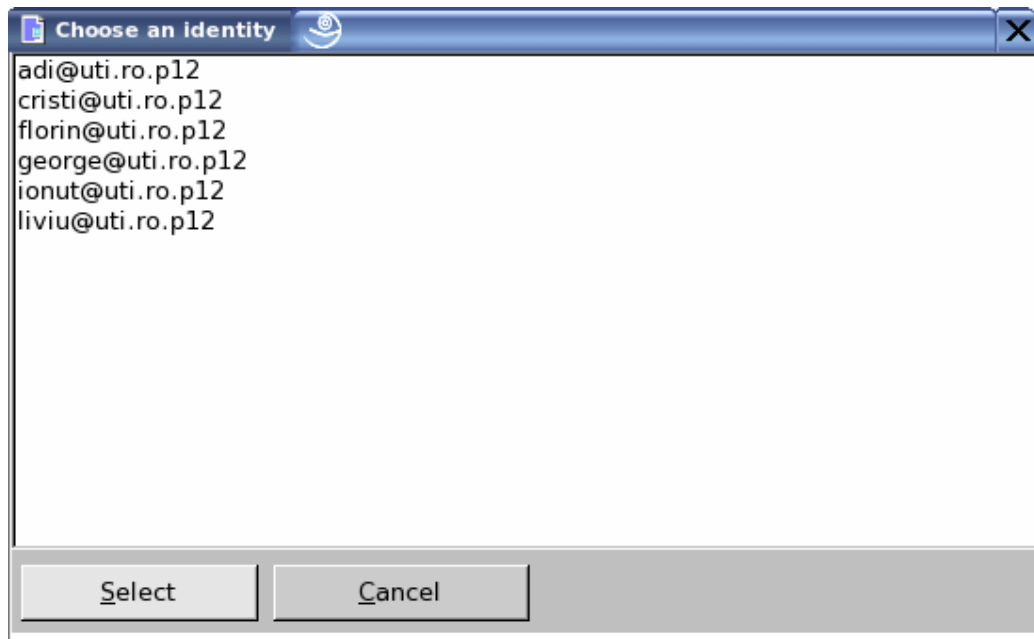 Choose an identity
adi@uti.ro.p12
cristi@uti.ro.p12
florin@uti.ro.p12
george@uti.ro.p12
ionut@uti.ro.p12
liviu@uti.ro.p12
Select Cancel